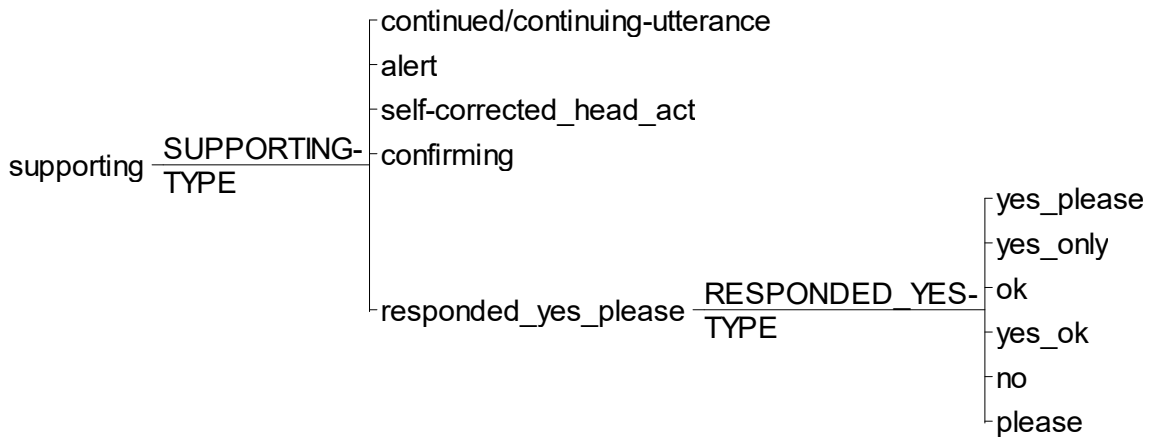 continued/continuing-utterance
alert
self-corrected_head_act
confirming
supporting
SUPPORTING-
TYPE
responded_yes_please
RESPONDED_YES-
TYPE
yes_please
yes_only
ok
yes_ok
no
please